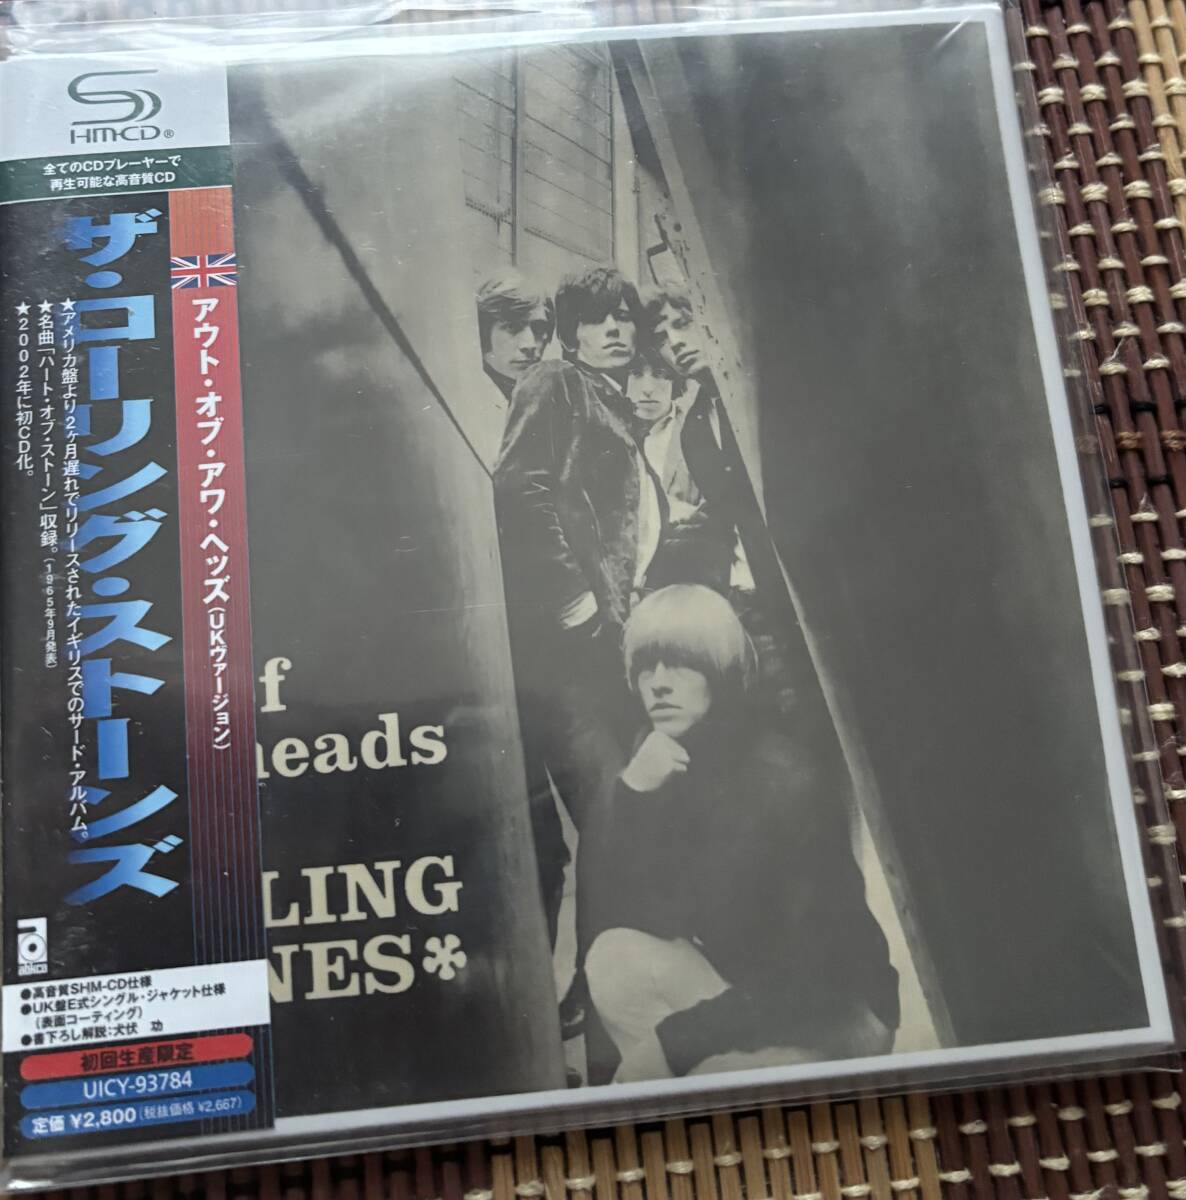 SHM-CD®
全てのCDプレーヤーで
再生可能な高音質CD
ザ・ローリング・ストーンズ
アウト・オブ・アワ・ヘッズ(UKヴァージョン)
★アメリカ盤より2ヶ月遅れでリリースされたイギリスでのサード・アルバム。
★名曲「ハート・オブ・ストーン」収録。(1965年9月発表)
★2002年に初CD化。
abkco
●高音質SHM-CD仕様
●UK盤E式シングル・ジャケット仕様
(表面コーティング)
●書下ろし解説:犬伏 功
初回生産限定
UICY-93784
定価 ¥2,800(税抜価格 ¥2,667)
f
heads
LING
NES*